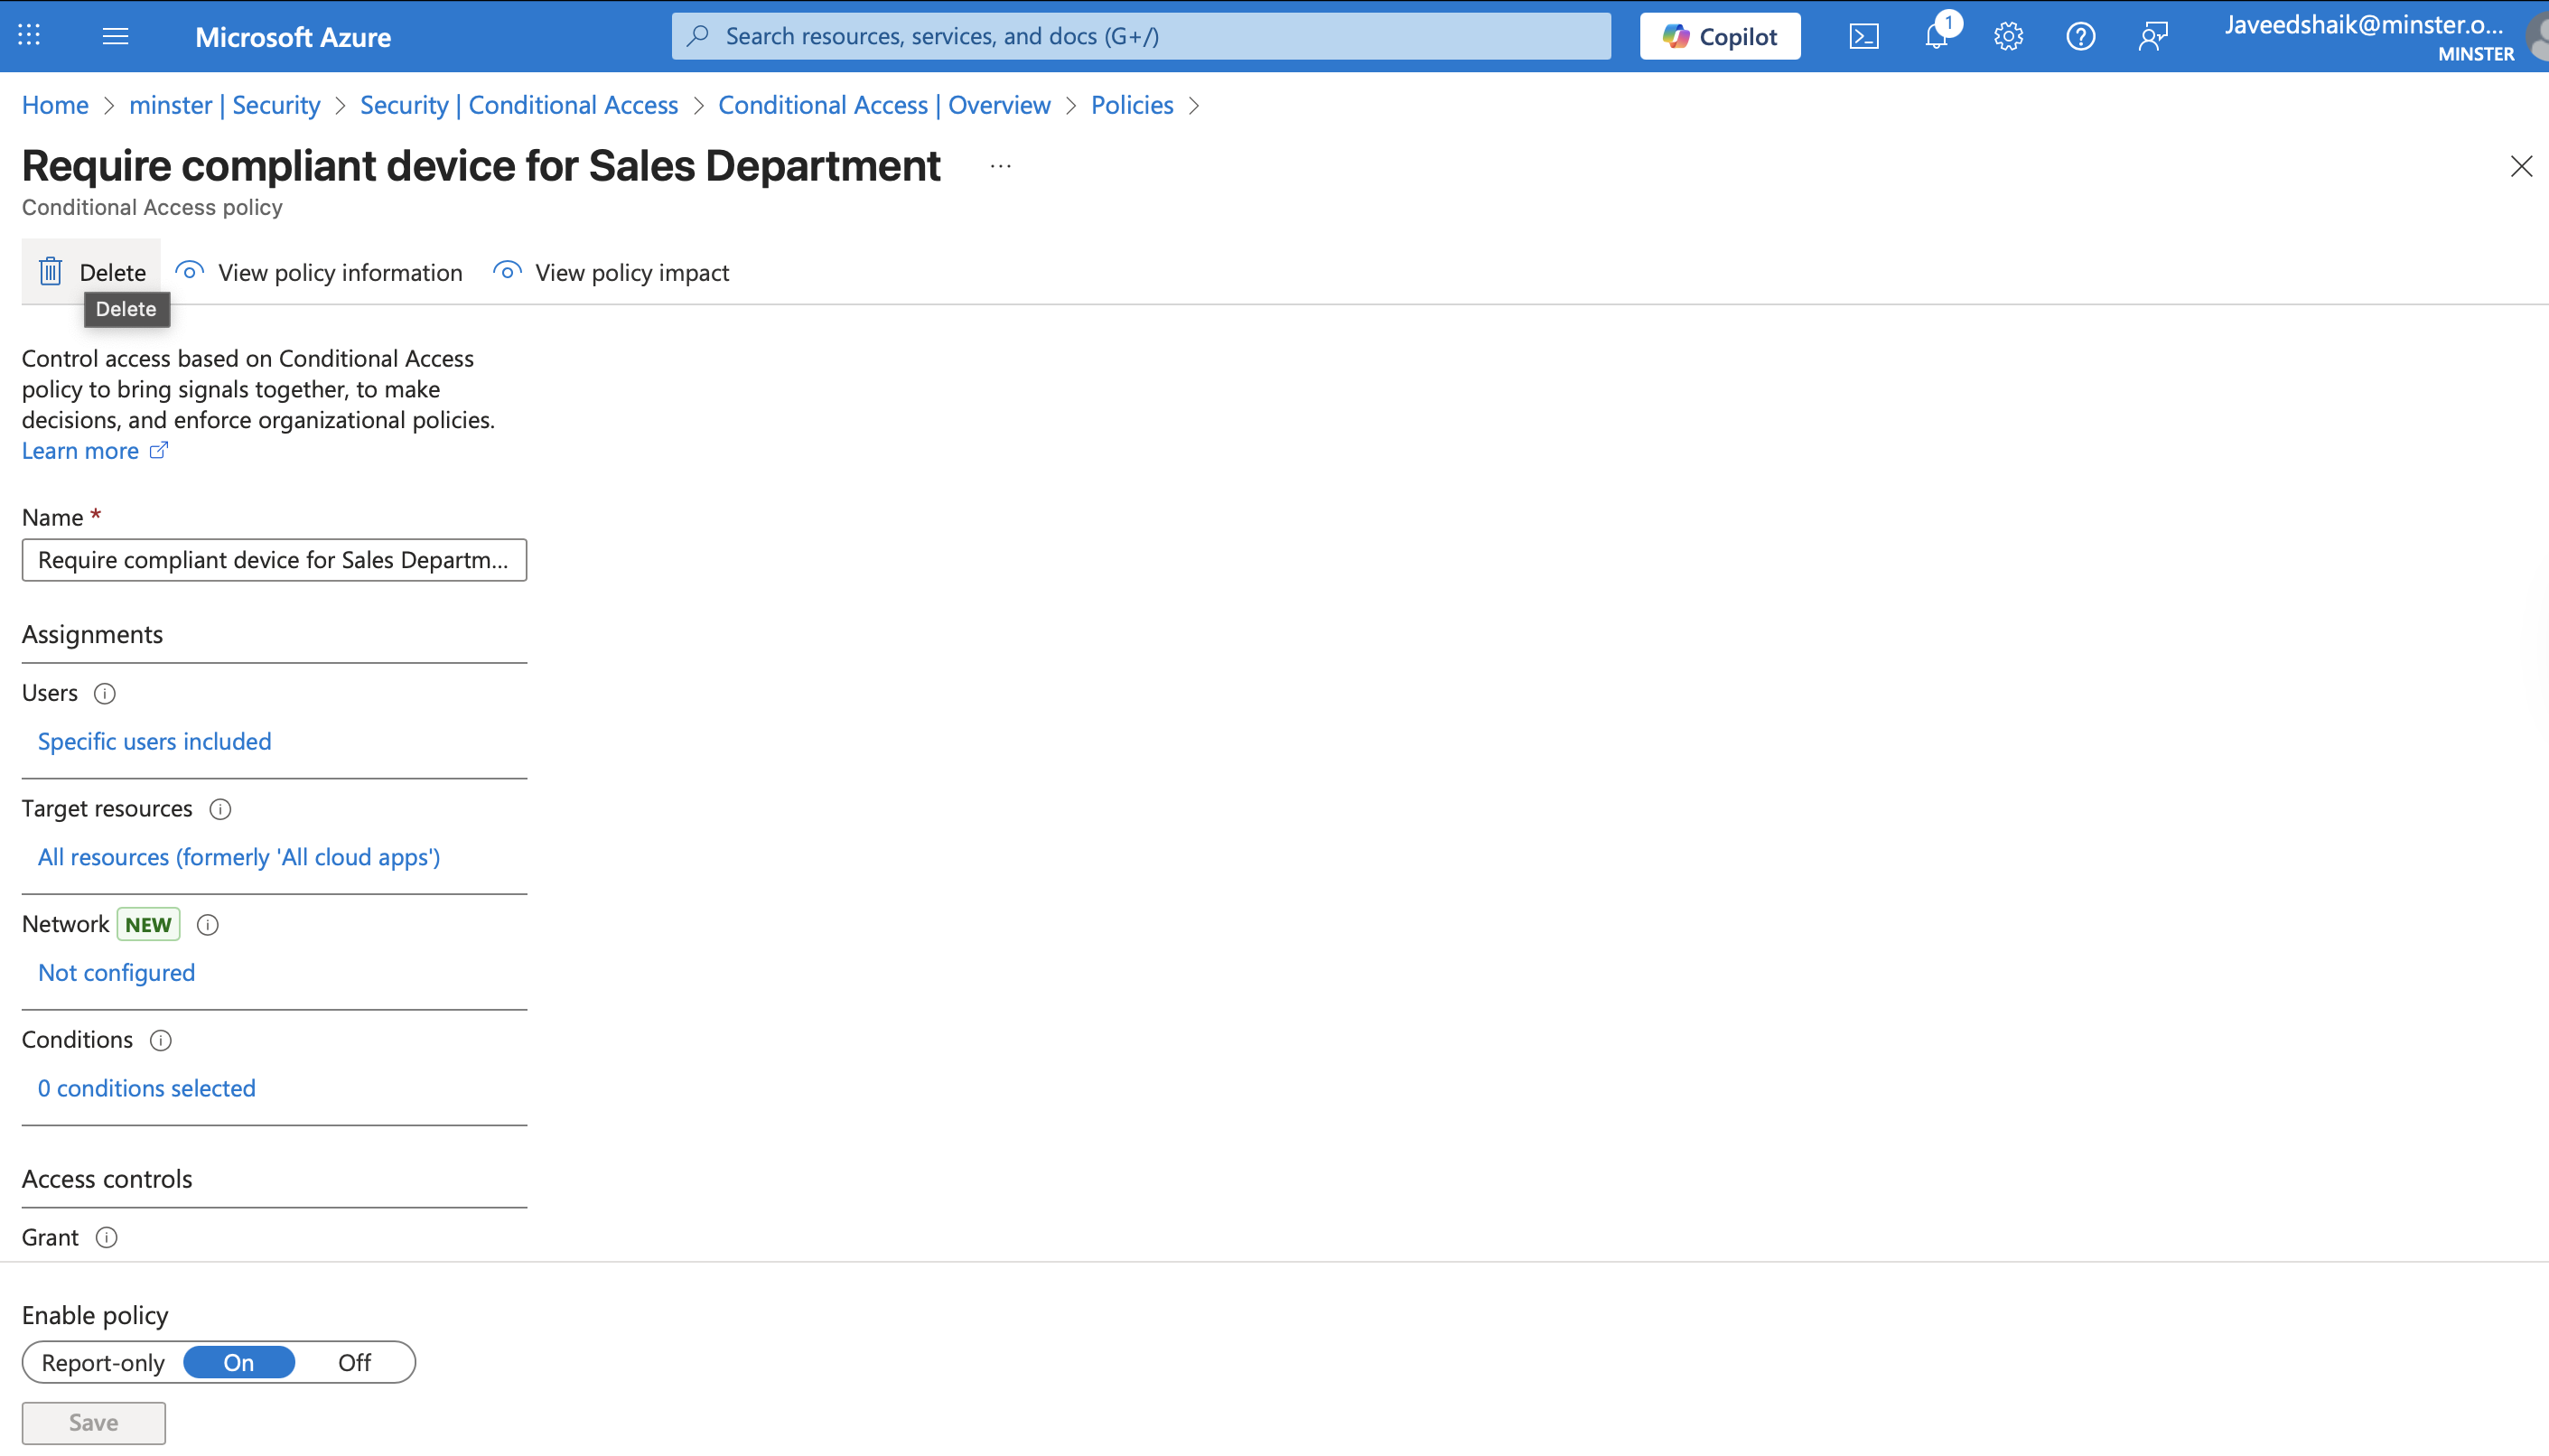 Microsoft Azure
Search resources, services, and docs (G+/)
Copilot
1
Javeedshaik@minster.o...
MINSTER
Home > minster | Security > Security | Conditional Access > Conditional Access | Overview > Policies >
Require compliant device for Sales Department ...
Conditional Access policy
Delete View policy information View policy impact
Delete
Control access based on Conditional Access
policy to bring signals together, to make
decisions, and enforce organizational policies.
Learn more
Name *
Require compliant device for Sales Departm...
Assignments
Users
Specific users included
Target resources
All resources (formerly 'All cloud apps')
Network NEW
Not configured
Conditions
0 conditions selected
Access controls
Grant
Enable policy
Report-only On Off
Save